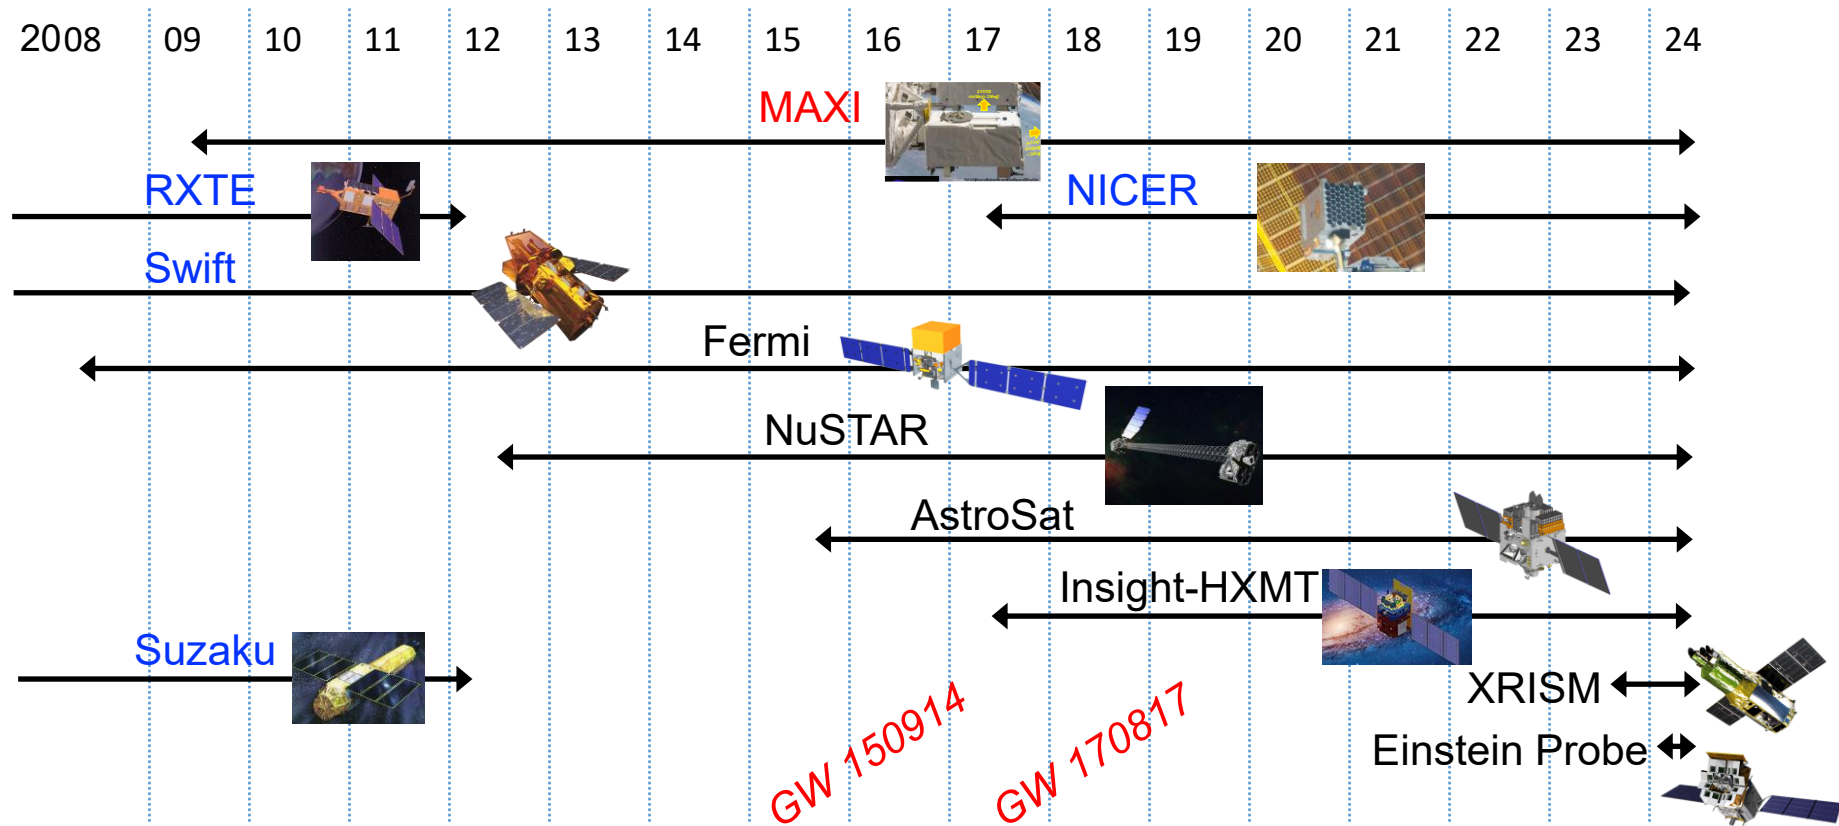 2008 09 10 11 12 13 14 15 16 17 18 19 20 21 22 23 24
MAXI
RXTE
NICER
Swift
Fermi
NuSTAR
AstroSat
Insight-HXMT
Suzaku
XRISM
GW 150914
GW 170817
Einstein Probe